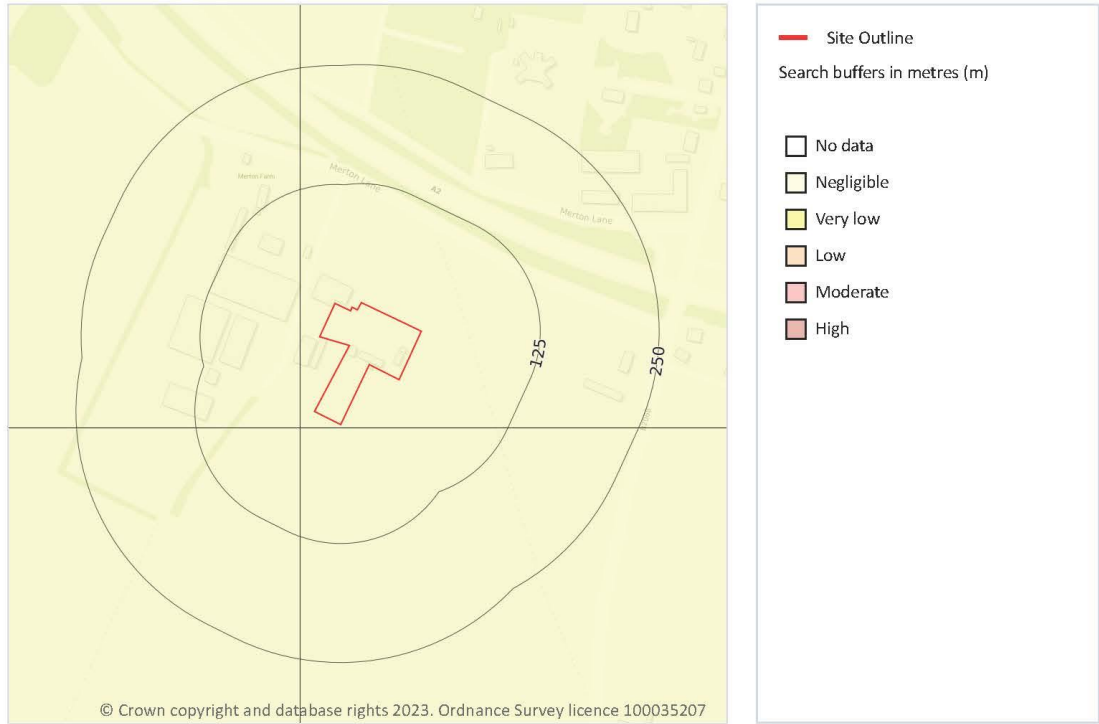 Merton Lane
A2
Merton Farm
Merton Lane
125
250
© Crown copyright and database rights 2023. Ordnance Survey licence 100035207
Site Outline
Search buffers in metres (m)
No data
Negligible
Very low
Low
Moderate
High